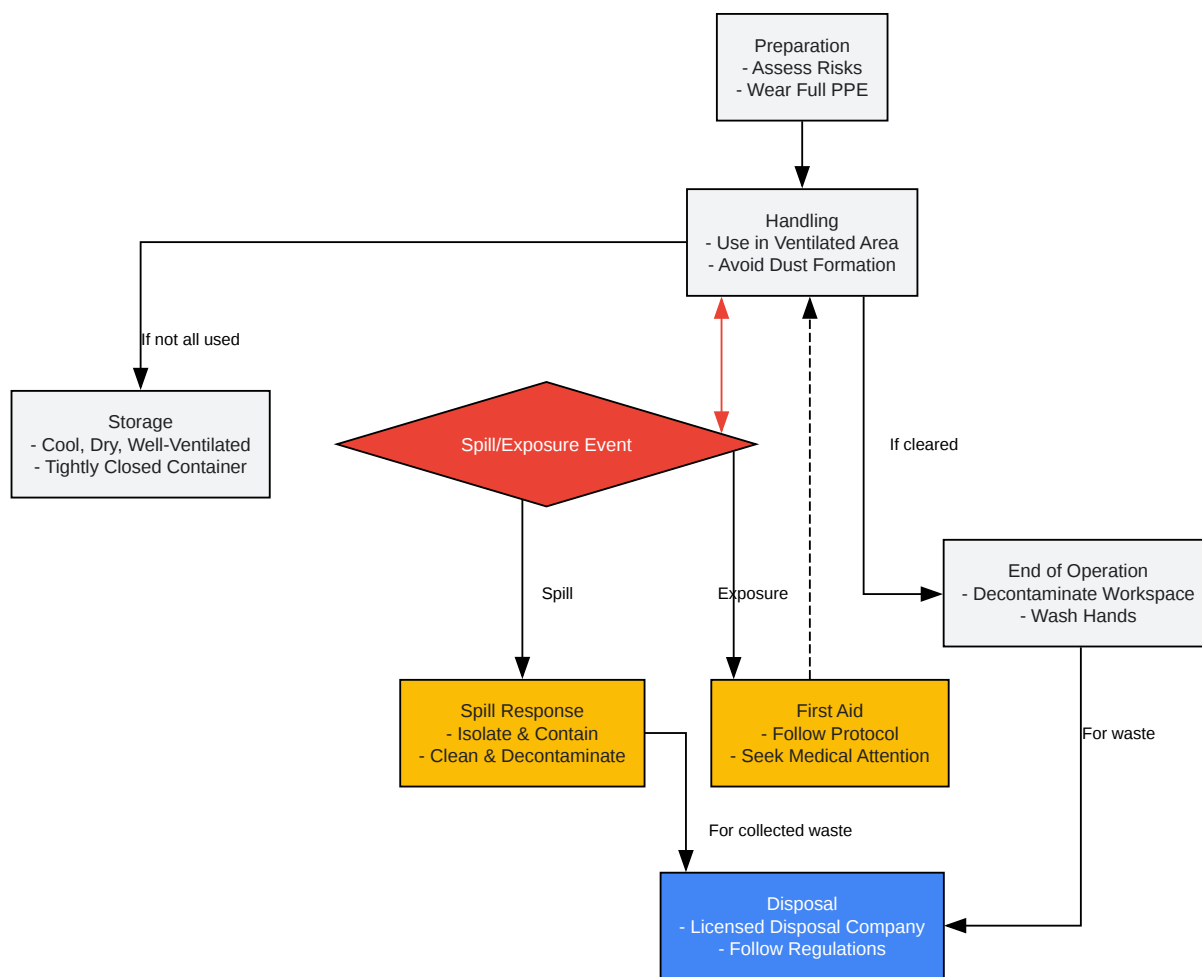 Preparation
- Assess Risks
- Wear Full PPE
Handling
- Use in Ventilated Area
- Avoid Dust Formation
If not all used
Storage
- Cool, Dry, Well-Ventilated
- Tightly Closed Container
Spill/Exposure Event
If cleared
End of Operation
- Decontaminate Workspace
- Wash Hands
Spill
Exposure
Spill Response
- Isolate & Contain
- Clean & Decontaminate
First Aid
- Follow Protocol
- Seek Medical Attention
For waste
For collected waste
Disposal
- Licensed Disposal Company
- Follow Regulations